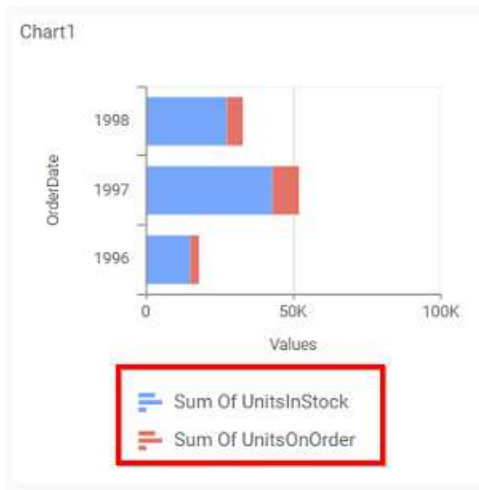 Chart1
1998
1997
1996
OrderDate
0 50K 100K
Values
Sum Of UnitsInStock
Sum Of UnitsOnOrder